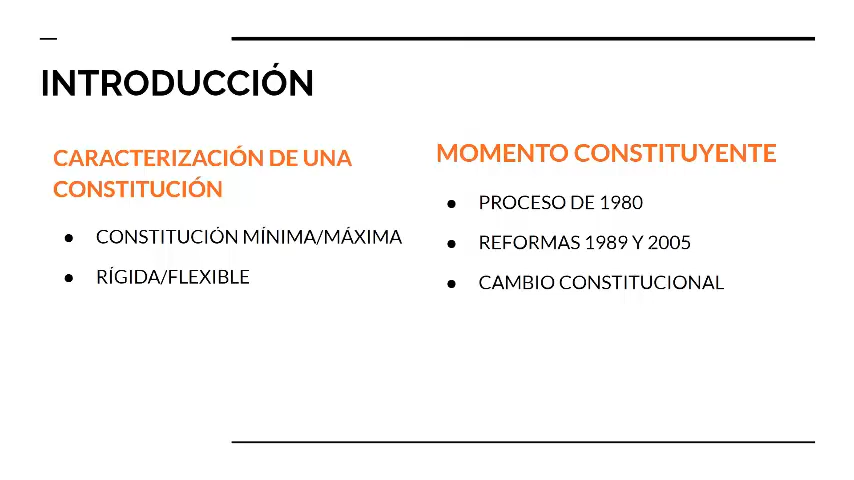 INTRODUCCIÓN
CARACTERIZACIÓN DE UNA
CONSTITUCIÓN
● CONSTITUCIÓN MÍNIMA/MÁXIMA
● RÍGIDA/FLEXIBLE
MOMENTO CONSTITUYENTE
● PROCESO DE 1980
● REFORMAS 1989 Y 2005
● CAMBIO CONSTITUCIONAL